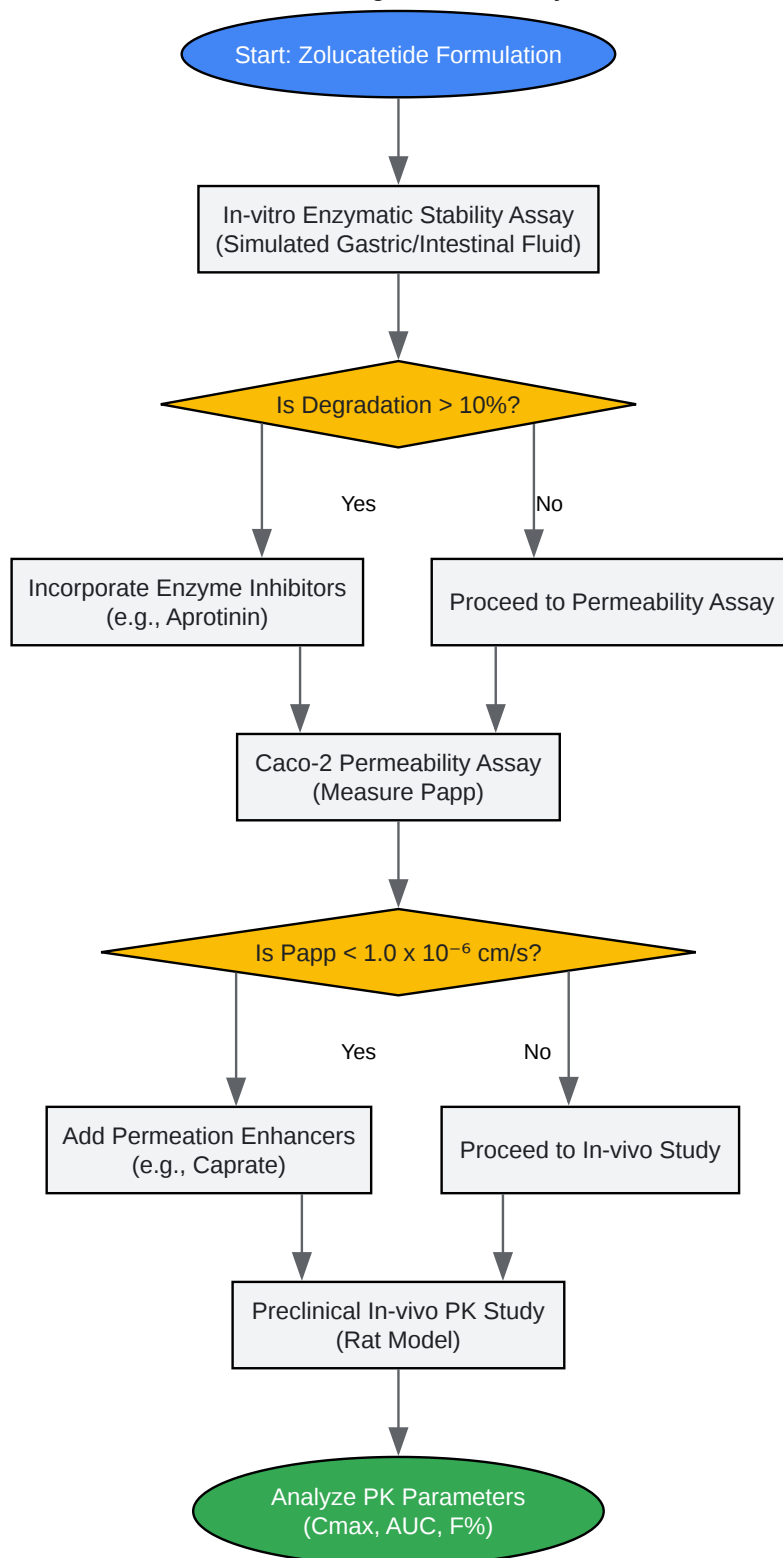 Start: Zolucatetide Formulation
In-vitro Enzymatic Stability Assay
(Simulated Gastric/Intestinal Fluid)
Is Degradation > 10%?
Yes
No
Incorporate Enzyme Inhibitors
(e.g., Aprotinin)
Proceed to Permeability Assay
Caco-2 Permeability Assay
(Measure Papp)
Is Papp < 1.0 x 10⁻⁶ cm/s?
Yes
No
Add Permeation Enhancers
(e.g., Caprate)
Proceed to In-vivo Study
Preclinical In-vivo PK Study
(Rat Model)
Analyze PK Parameters
(Cmax, AUC, F%)